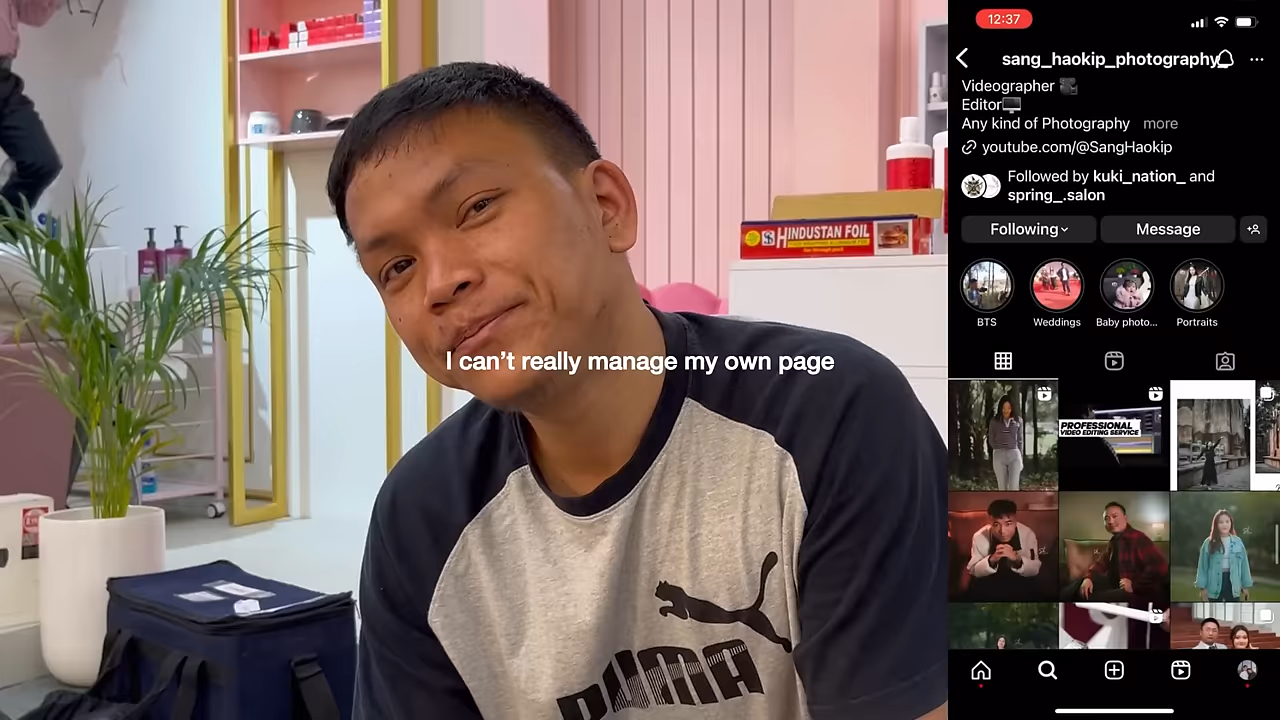 I can't really manage my own page
HINDUSTAN FOIL
PUMA
12:37
sang_haokip_photography_
Videographer
Editor
Any kind of Photography more
youtube.com/@SangHaokip
Followed by kuki_nation_ and
spring_.salon
Following
Message
BTS
Weddings
Baby photo...
Portraits
PROFESSIONAL
VIDEO EDITING SERVICE